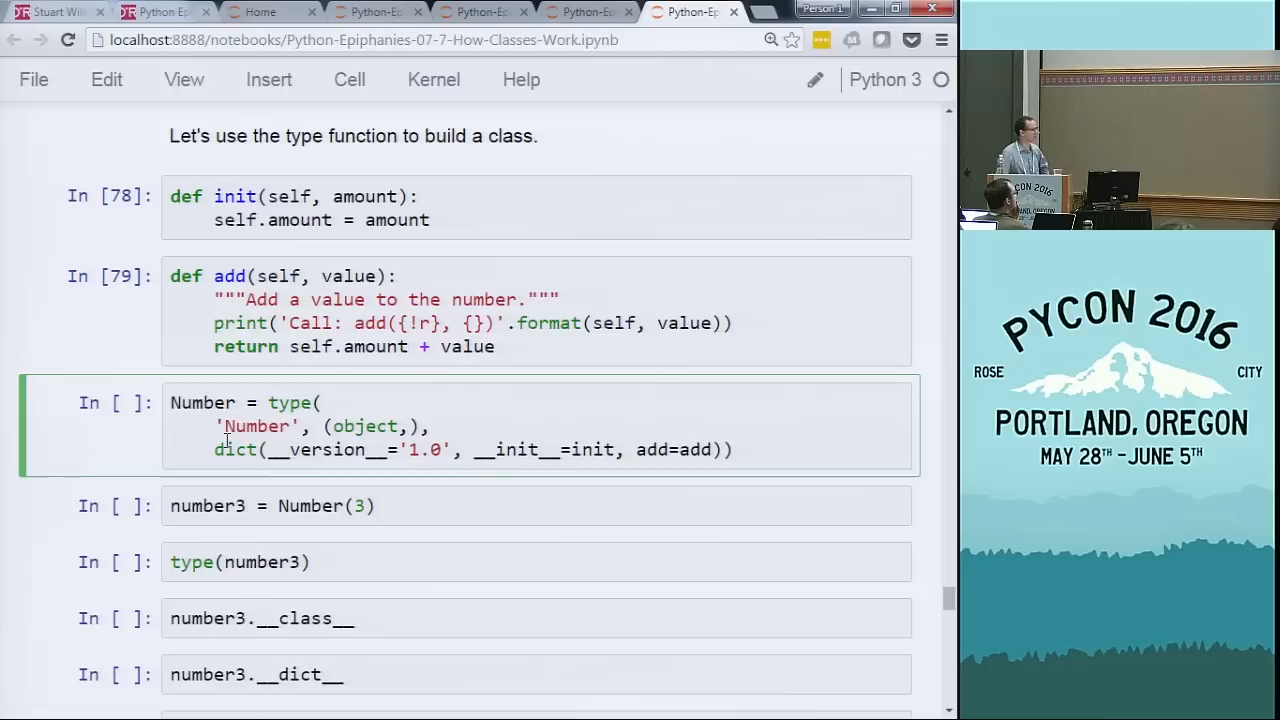 Stuart Wil
Python Ep
Home
Python-Ep
Python-Ep
Python-Ep
Python-Ep
Person 1
localhost:8888/notebooks/Python-Epiphanies-07-7-How-Classes-Work.ipynb
File Edit View Insert Cell Kernel Help Python 3
Let's use the type function to build a class.
In [78]: def init(self, amount):
self.amount = amount
In [79]: def add(self, value):
"""Add a value to the number."""
print('Call: add({!r}, {})'.format(self, value))
return self.amount + value
In [ ]: Number = type(
'Number', (object,),
dict(__version__='1.0', __init__=init, add=add))
In [ ]: number3 = Number(3)
In [ ]: type(number3)
In [ ]: number3.__class__
In [ ]: number3.__dict__
PYCON 2016
PYCON 2016
ROSE CITY
PORTLAND, OREGON
MAY 28TH - JUNE 5TH